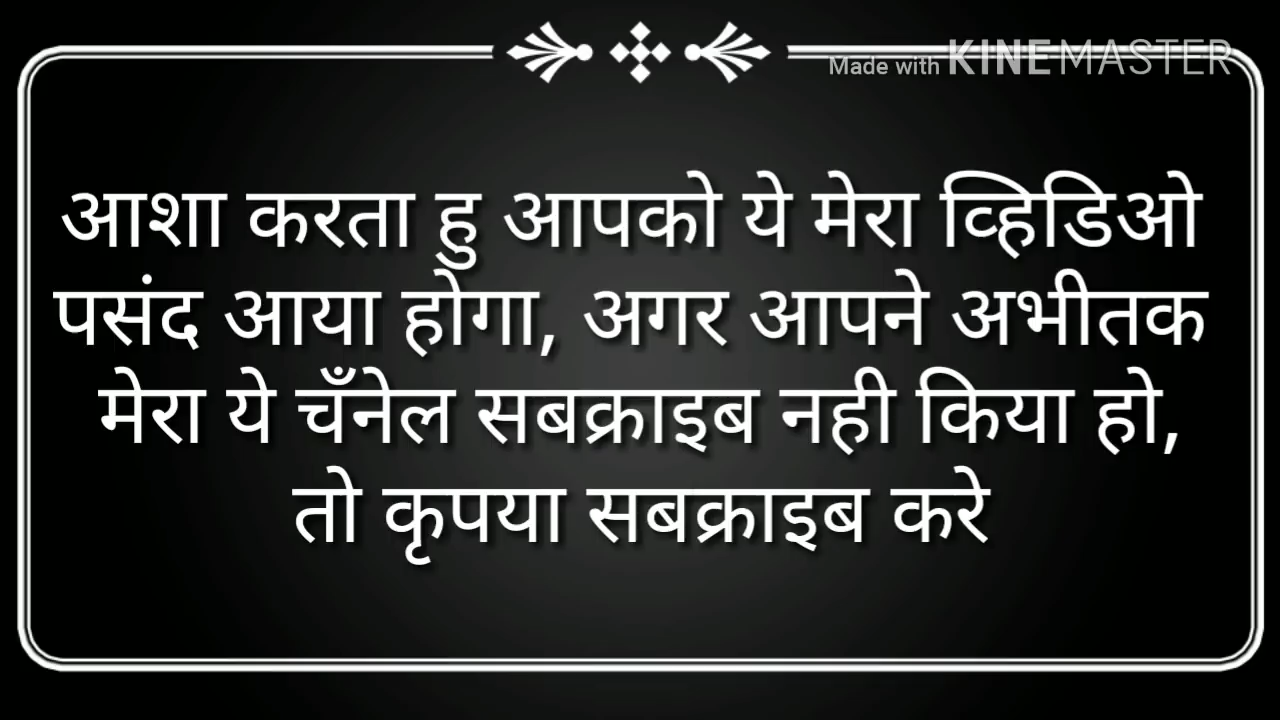 Made with KINEMASTER
आशा करता हु आपको ये मेरा व्हिडिओ
पसंद आया होगा, अगर आपने अभीतक
मेरा ये चँनेल सबक्राइब नही किया हो,
तो कृपया सबक्राइब करे